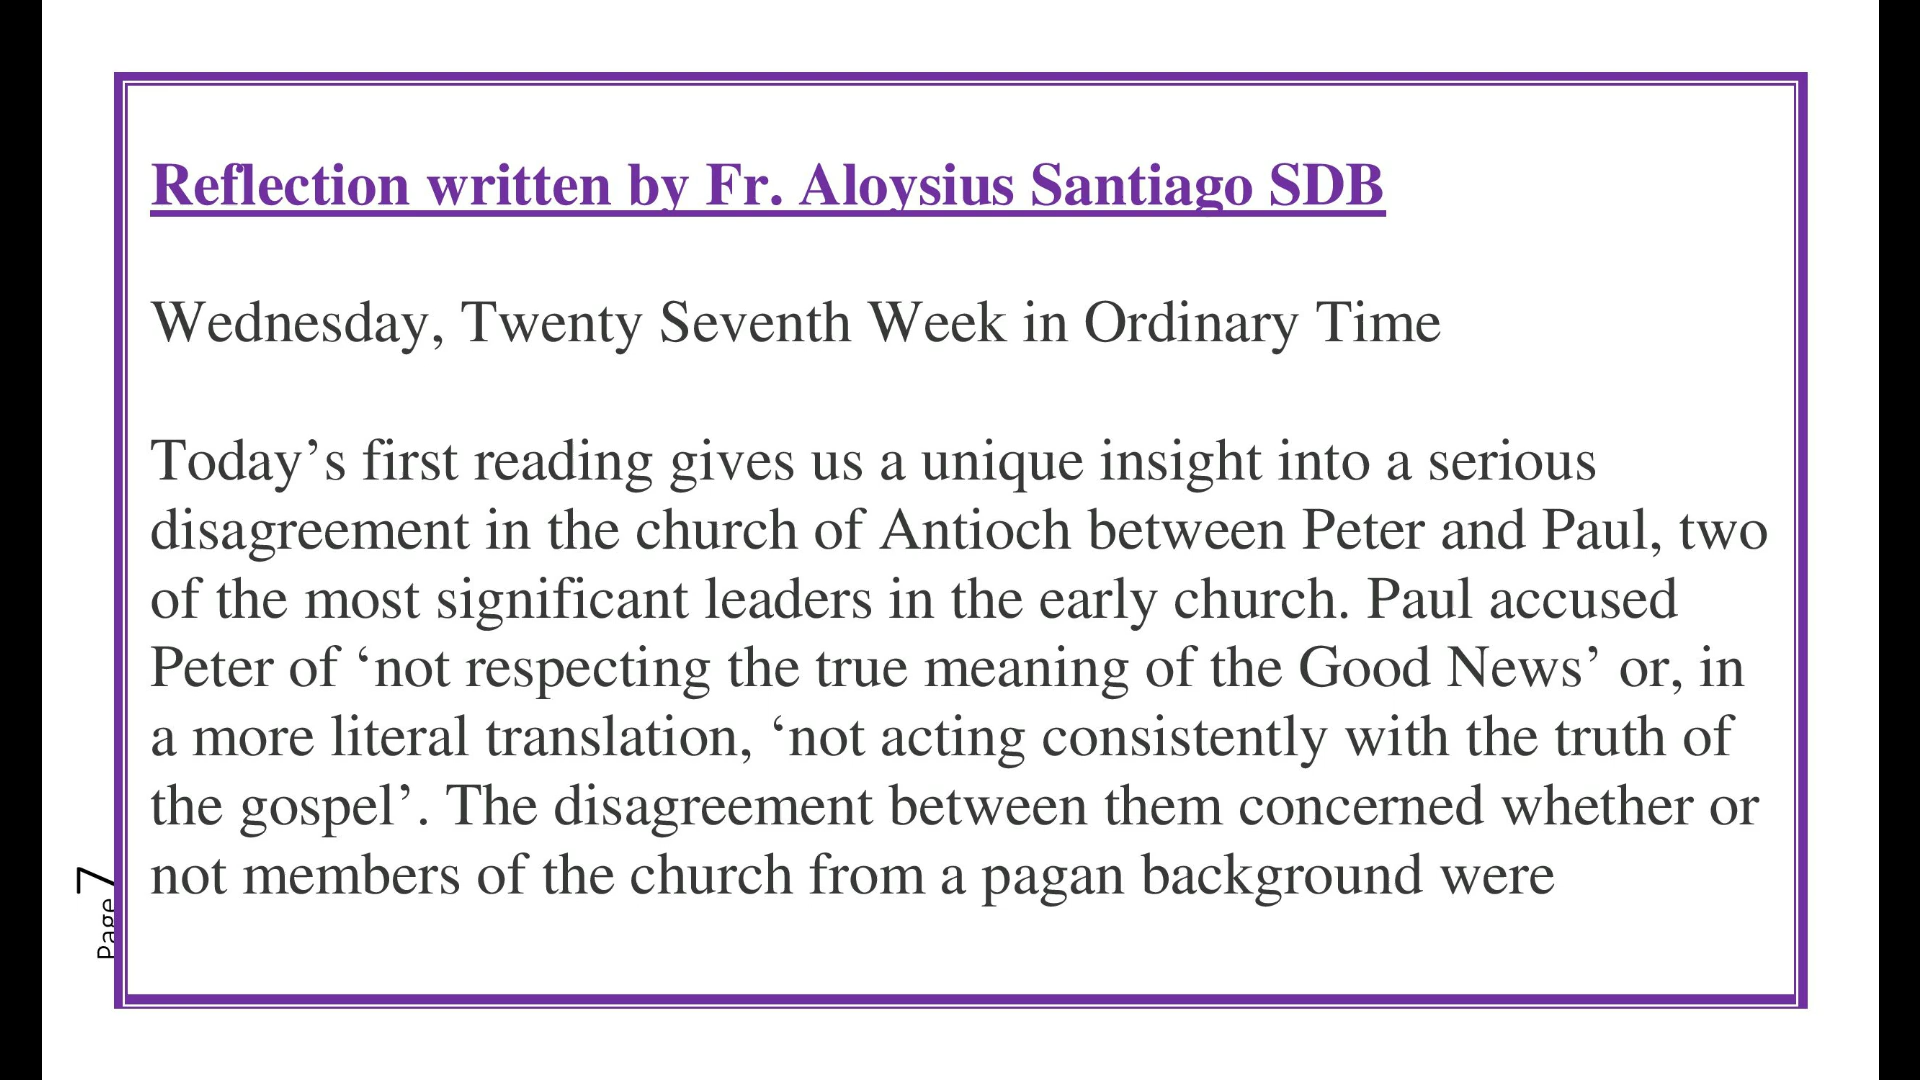 Reflection written by Fr. Aloysius Santiago SDB
Wednesday, Twenty Seventh Week in Ordinary Time
Today’s first reading gives us a unique insight into a serious
disagreement in the church of Antioch between Peter and Paul, two
of the most significant leaders in the early church. Paul accused
Peter of ‘not respecting the true meaning of the Good News’ or, in
a more literal translation, ‘not acting consistently with the truth of
the gospel’. The disagreement between them concerned whether or
not members of the church from a pagan background were
Page 7